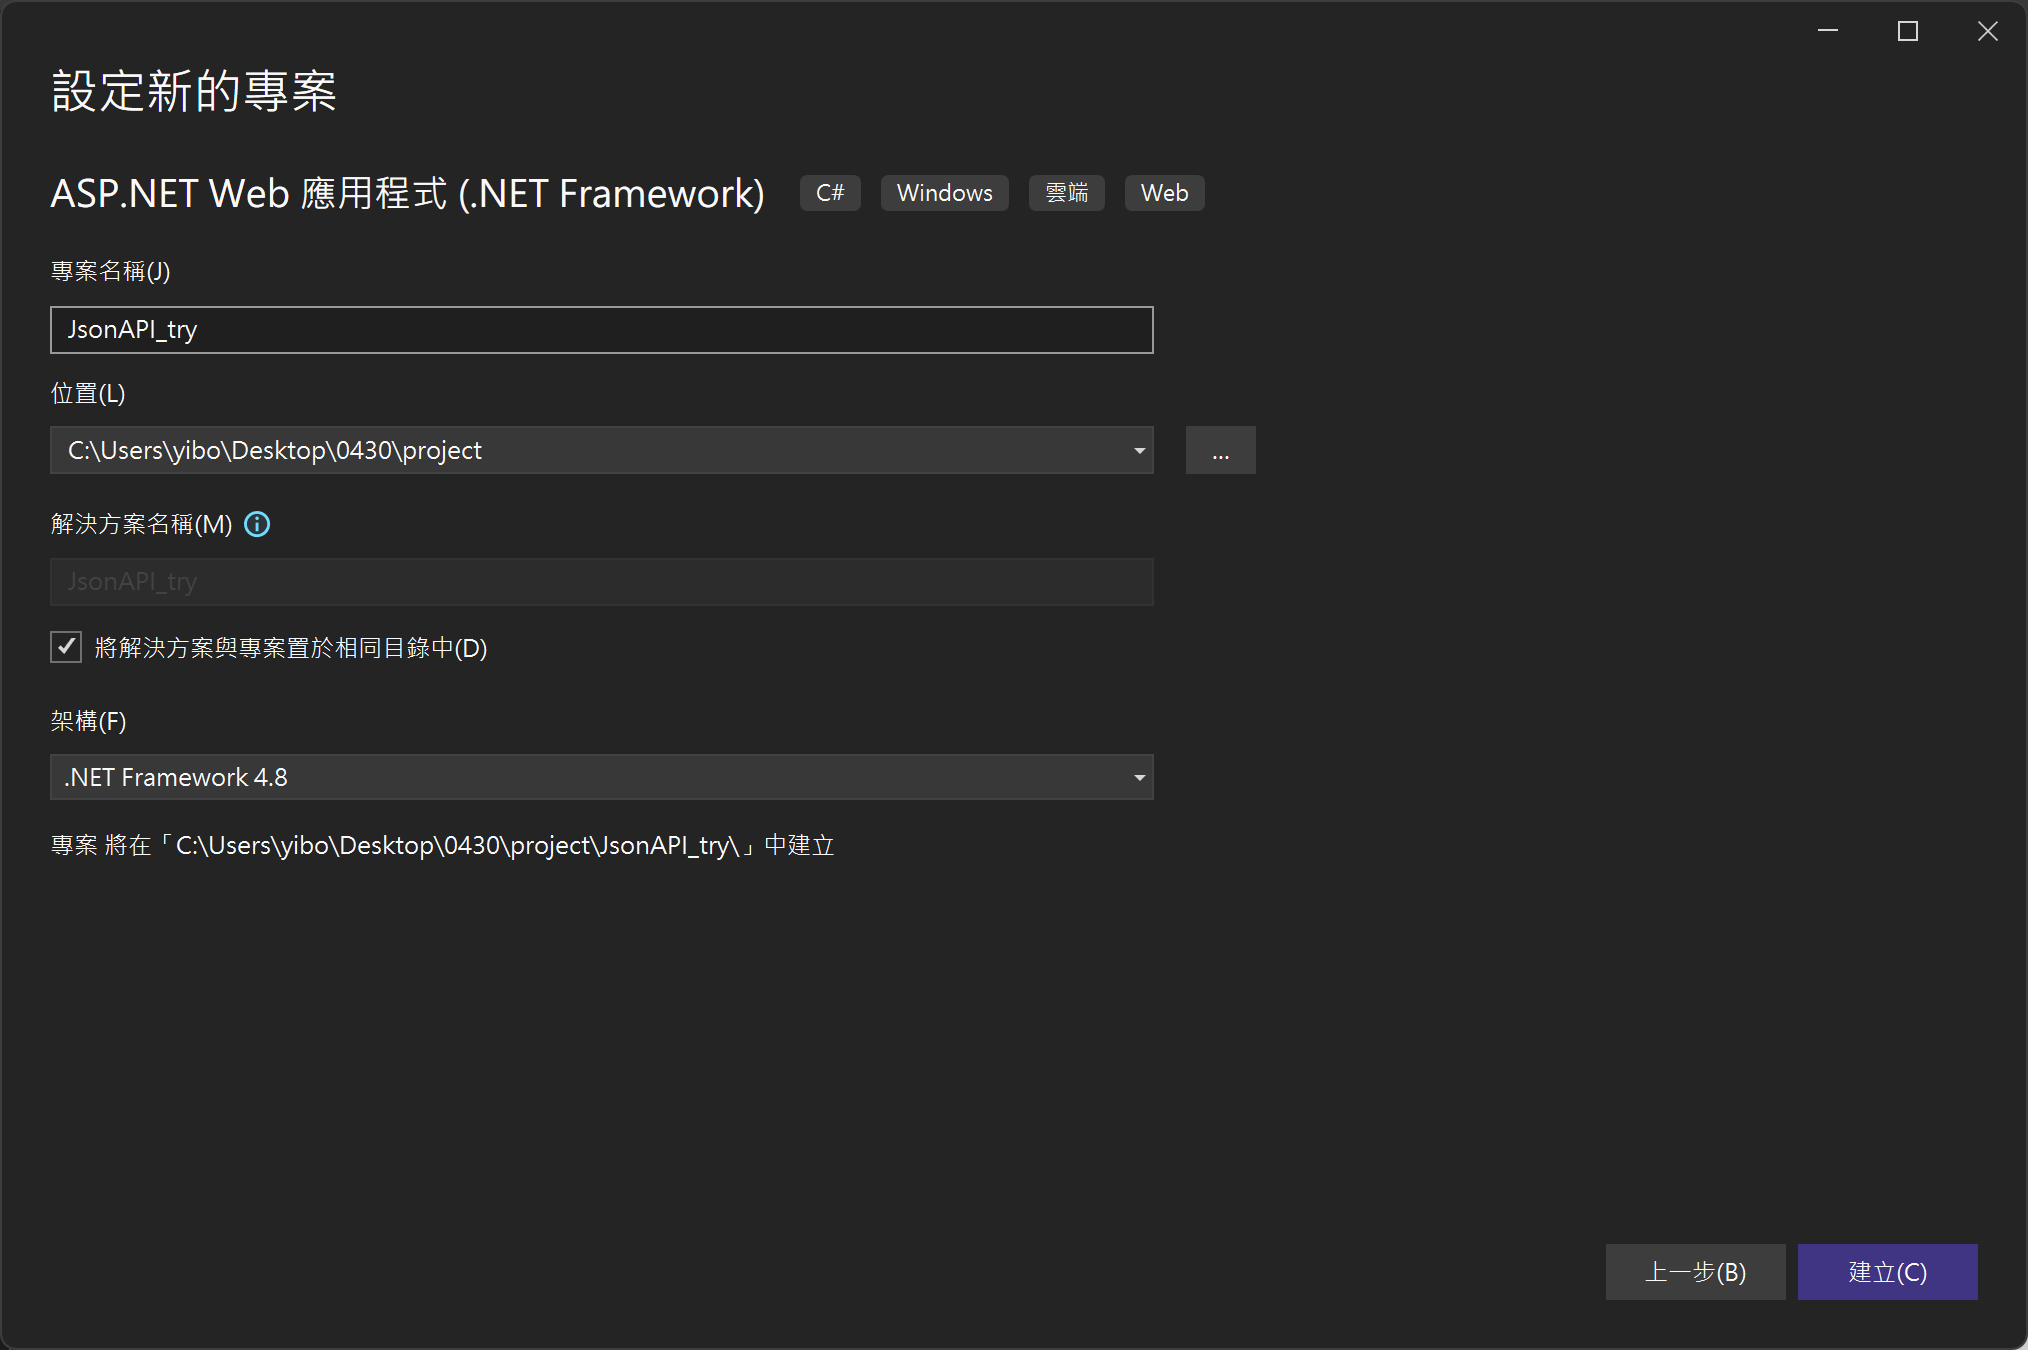 設定新的專案
ASP.NET Web 應用程式 (.NET Framework) C# Windows 雲端 Web
專案名稱(J)
JsonAPI_try
位置(L)
C:\Users\yibo\Desktop\0430\project
...
解決方案名稱(M)
JsonAPI_try
將解決方案與專案置於相同目錄中(D)
架構(F)
.NET Framework 4.8
專案 將在「C:\Users\yibo\Desktop\0430\project\JsonAPI_try\」中建立
上一步(B) 建立(C)